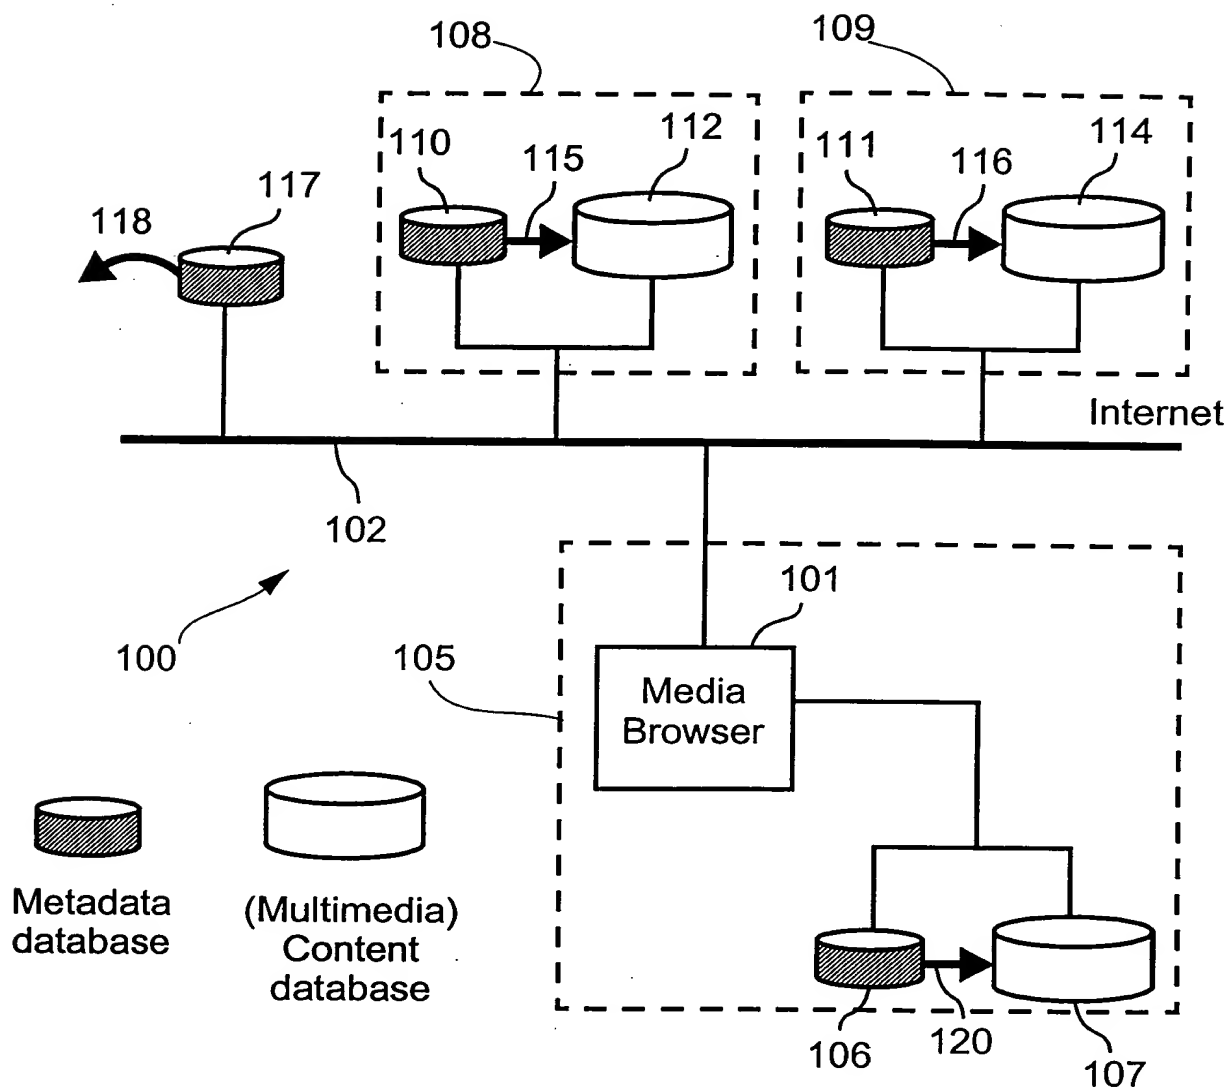 108
109
110
115
112
111
116
114
117
118
Internet
102
101
100
105
Media
Browser
Metadata
database
(Multimedia)
Content
database
106
120
107